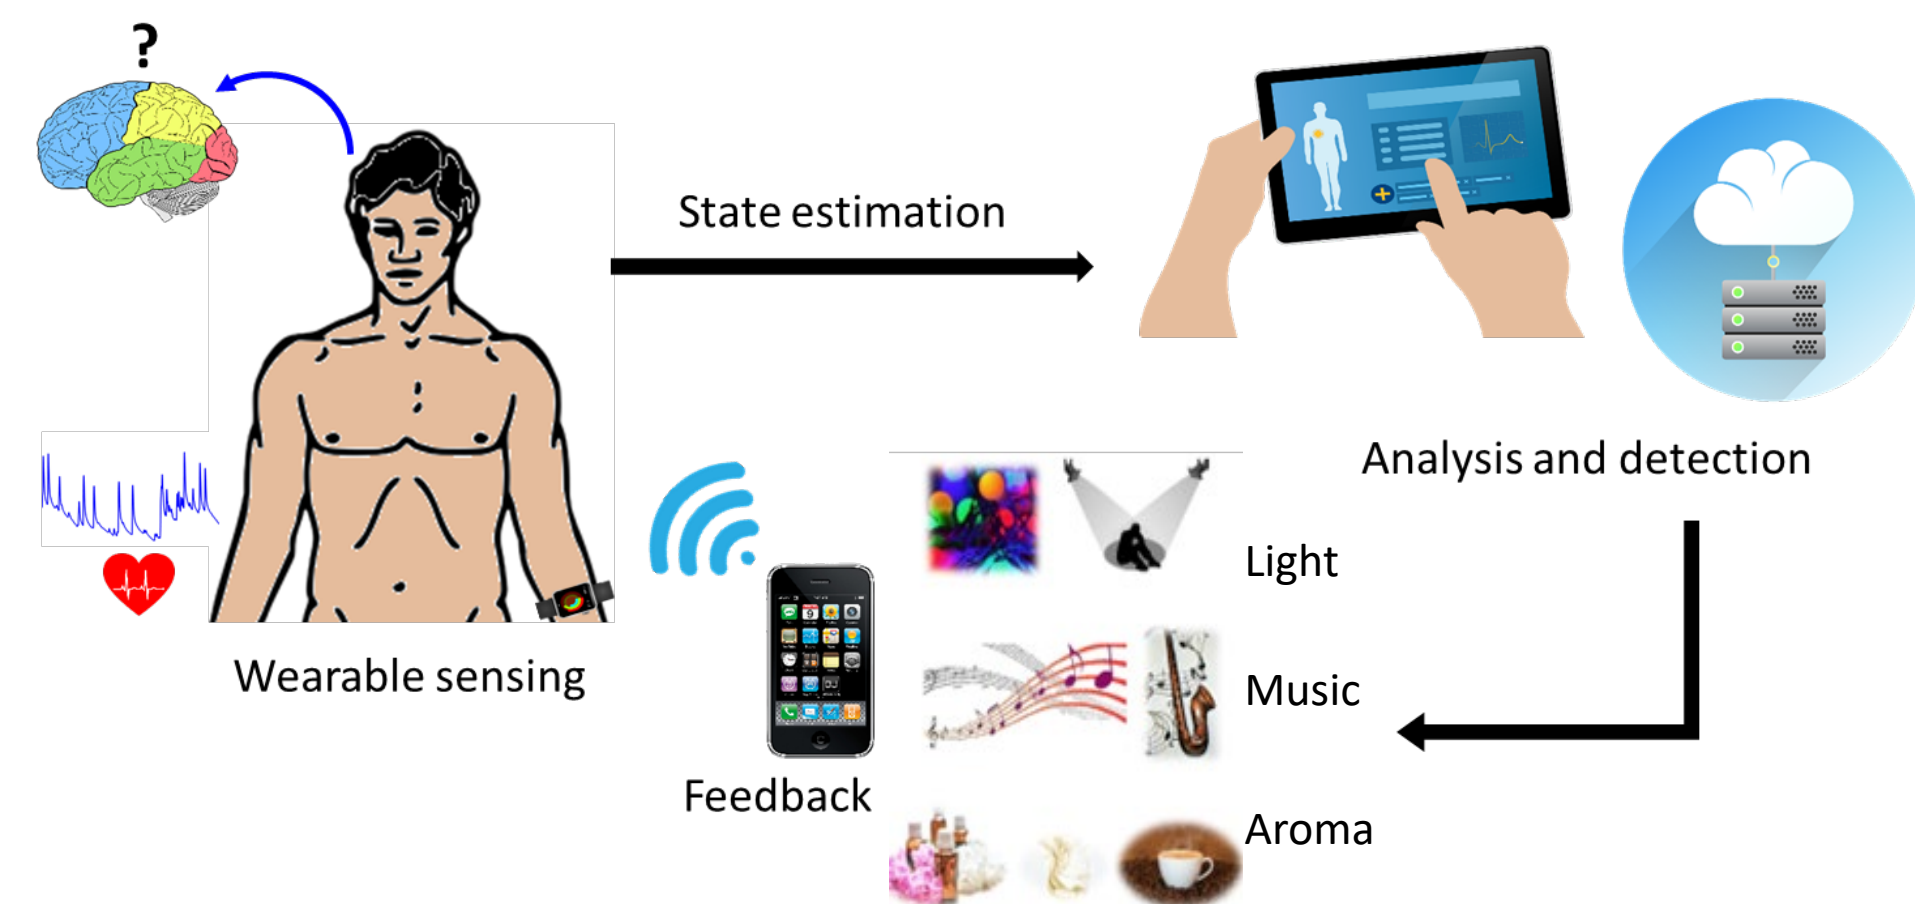 ?
State estimation
Analysis and detection
Wearable sensing
Feedback
Light
Music
Aroma